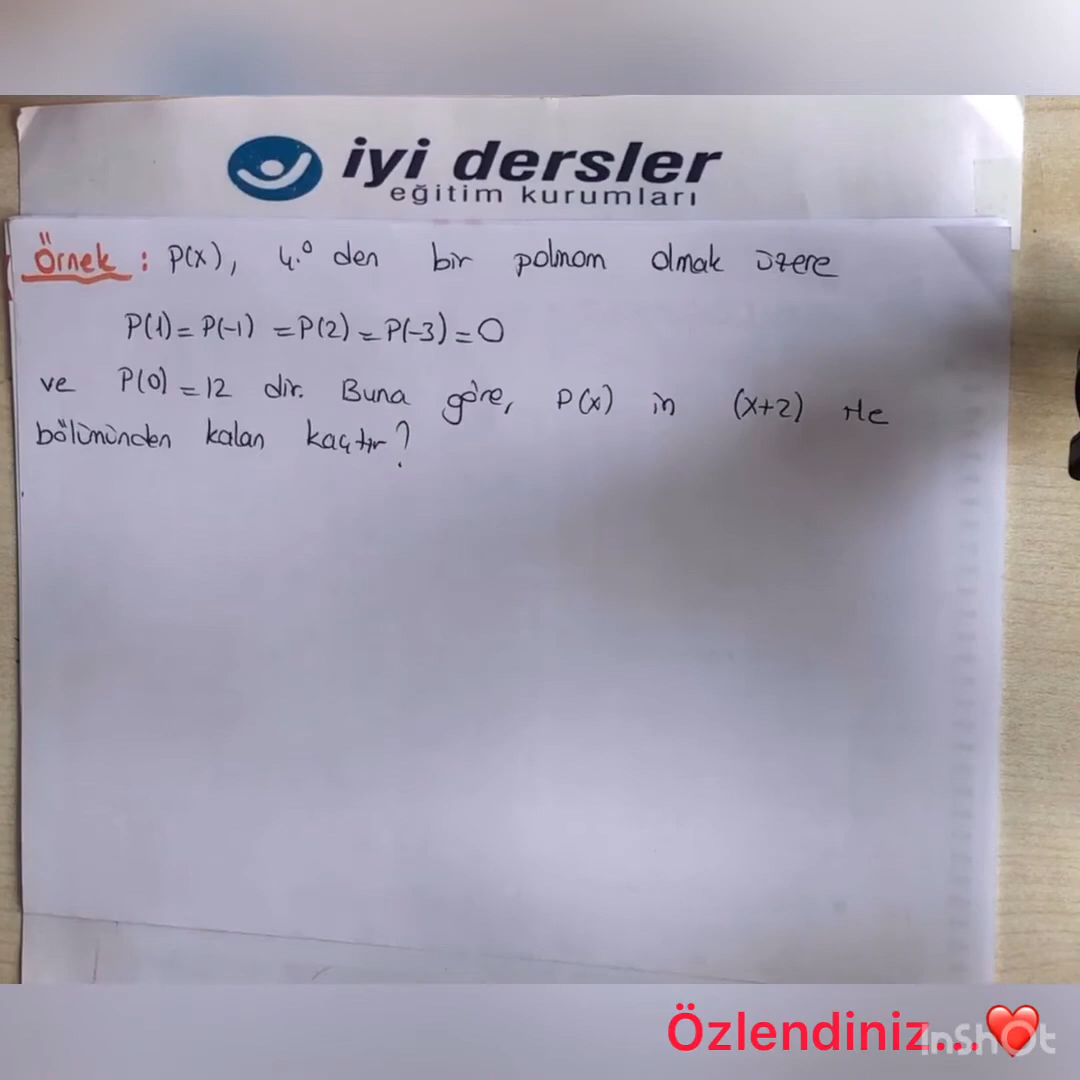 iyi dersler
eğitim kurumları
Örnek : P(x), 4.° den bir polinom olmak üzere
P(1) = P(-1) = P(2) = P(-3) = 0
ve P(0) = 12 dir. Buna göre, P(x) in (x+2) ile
bölümünden kalan kaçtır?
Özlendiniz...❤️
InShOt